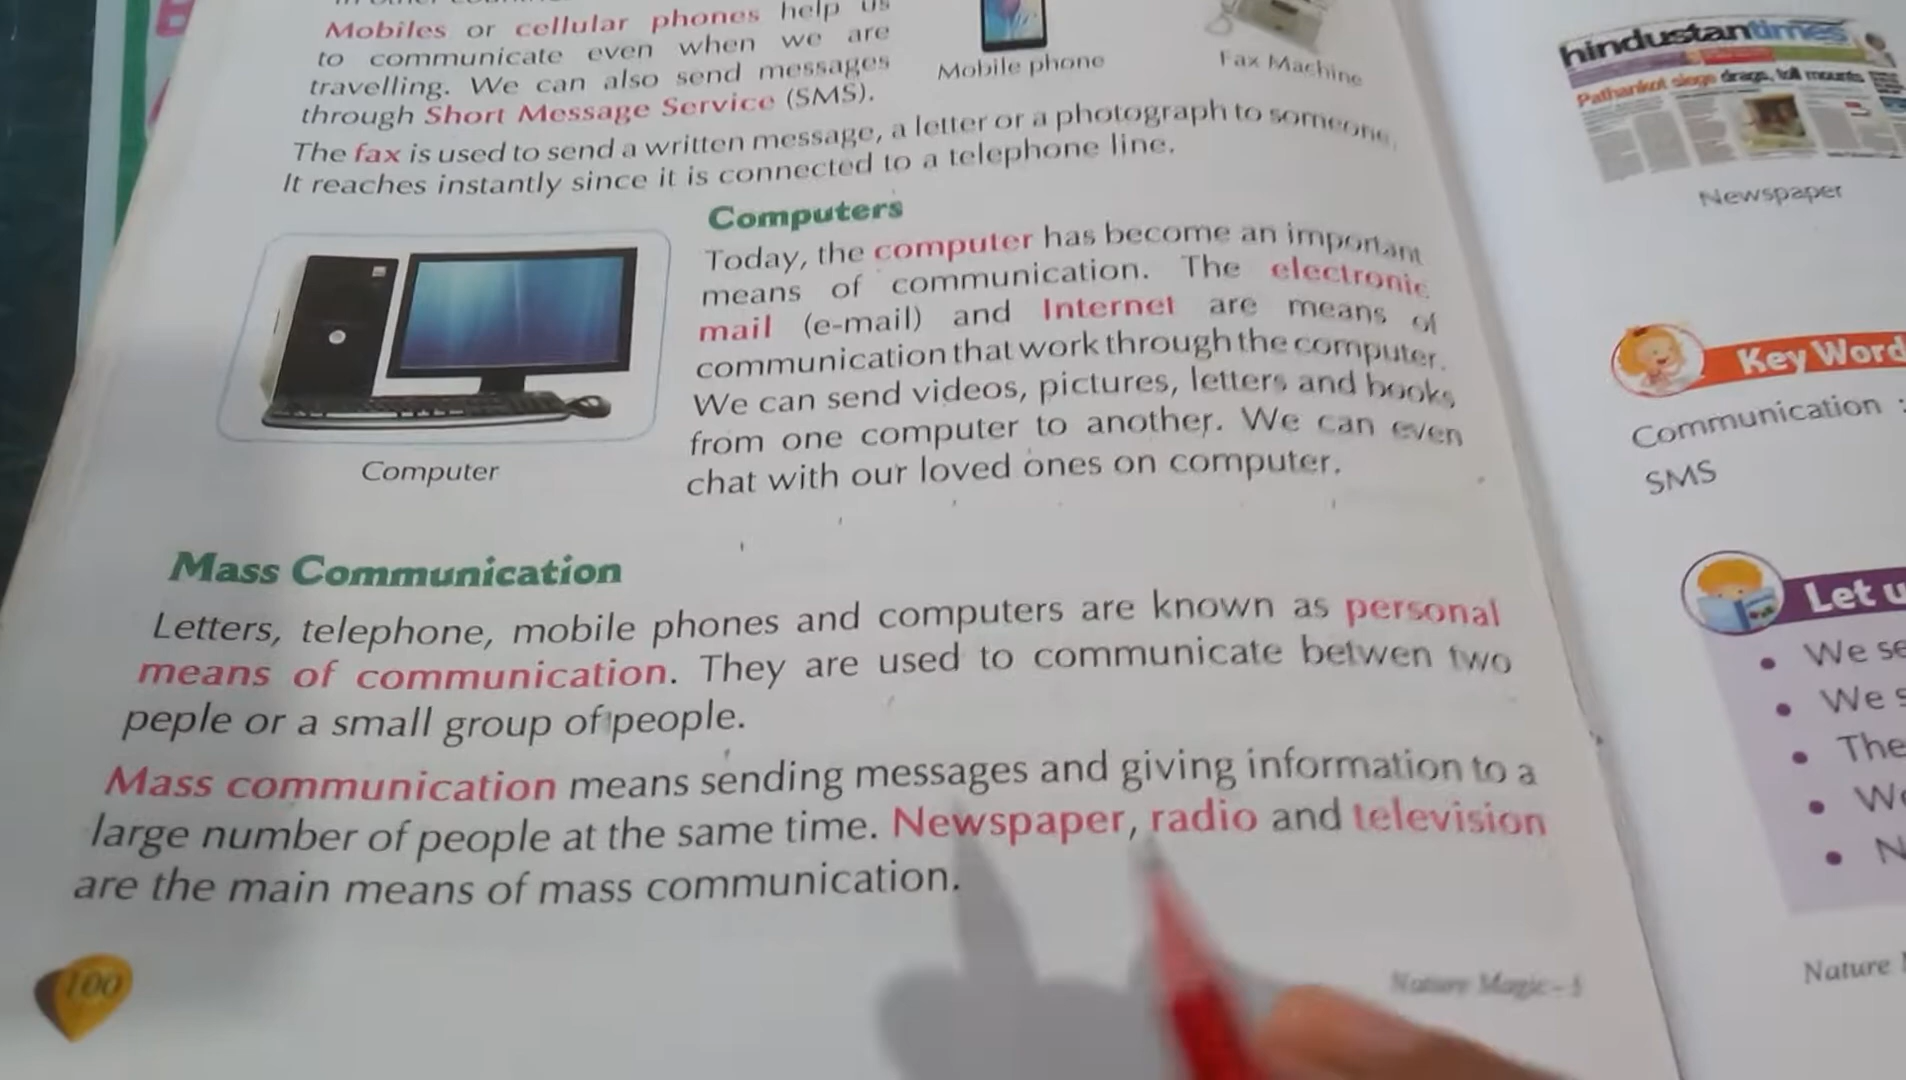 Mobiles or cellular phones help us
to communicate even when we are
travelling. We can also send messages
through Short Message Service (SMS).
Mobile phone
Fax Machine
The fax is used to send a written message, a letter or a photograph to someone.
It reaches instantly since it is connected to a telephone line.
Computers
Today, the computer has become an important
means of communication. The electronic
mail (e-mail) and Internet are means of
communication that work through the computer.
We can send videos, pictures, letters and books
from one computer to another. We can even
chat with our loved ones on computer.
Computer
Mass Communication
Letters, telephone, mobile phones and computers are known as personal
means of communication. They are used to communicate betwen two
peple or a small group of people.
Mass communication means sending messages and giving information to a
large number of people at the same time. Newspaper, radio and television
are the main means of mass communication.
100
Nature Magic-
hindustantimes
Pathankot siege drags, toll mounts
Newspaper
Key Word
Communication :
SMS
Let u
We se
We s
The
We
N
Nature